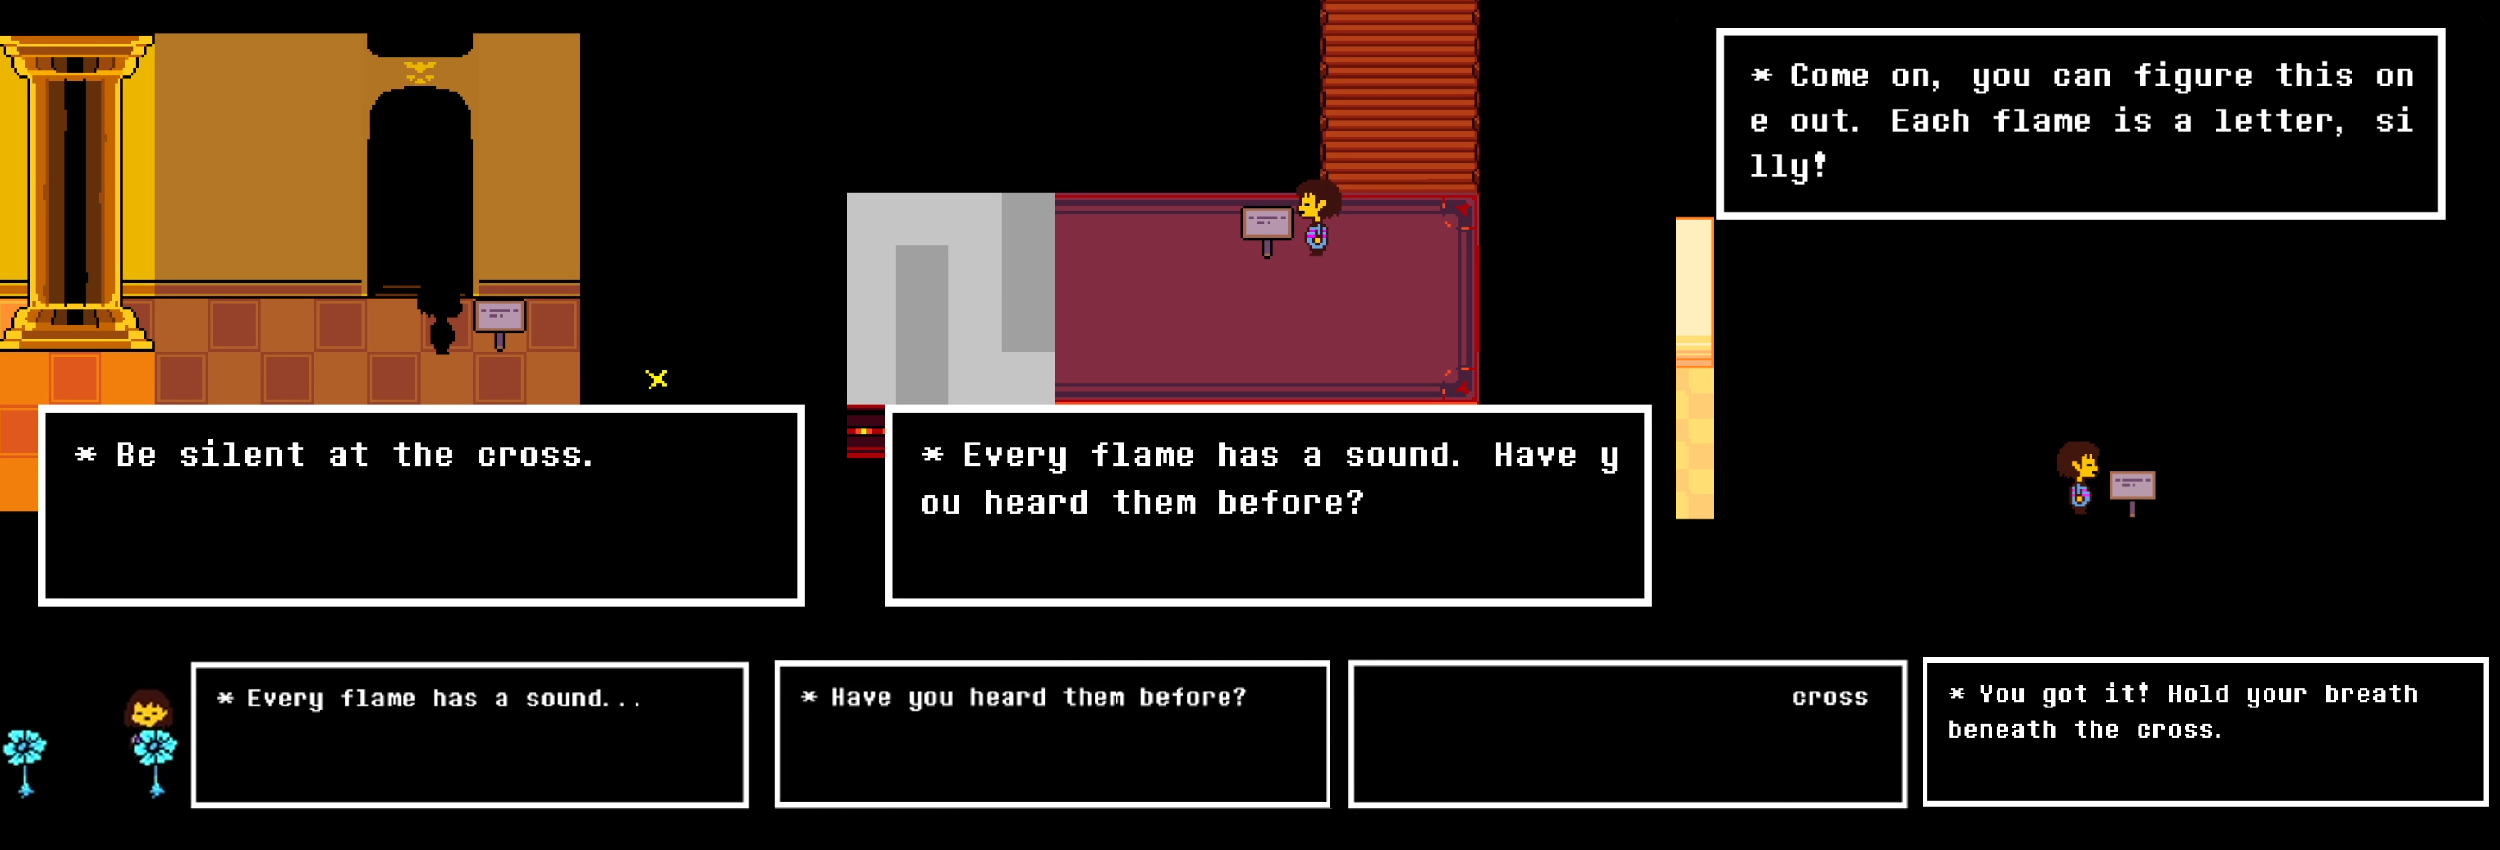 * Come on, you can figure this on
e out. Each flame is a letter, si
lly!
* Be silent at the cross.
* Every flame has a sound. Have y
ou heard them before?
* Every flame has a sound...
* Have you heard them before?
cross
* You got it! Hold your breath
beneath the cross.